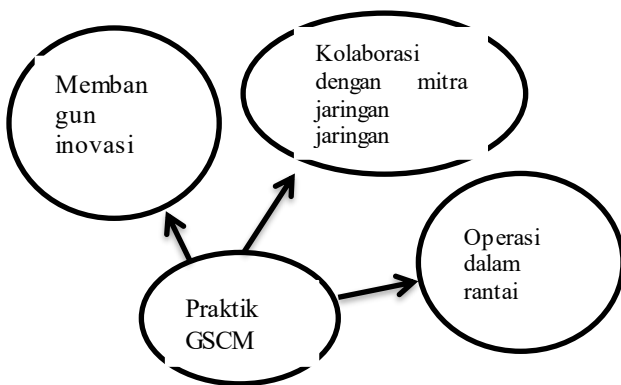 Memban
gun
inovasi
Kolaborasi
dengan mitra
jaringan
jaringan
Operasi
dalam
rantai
Praktik
GSCM